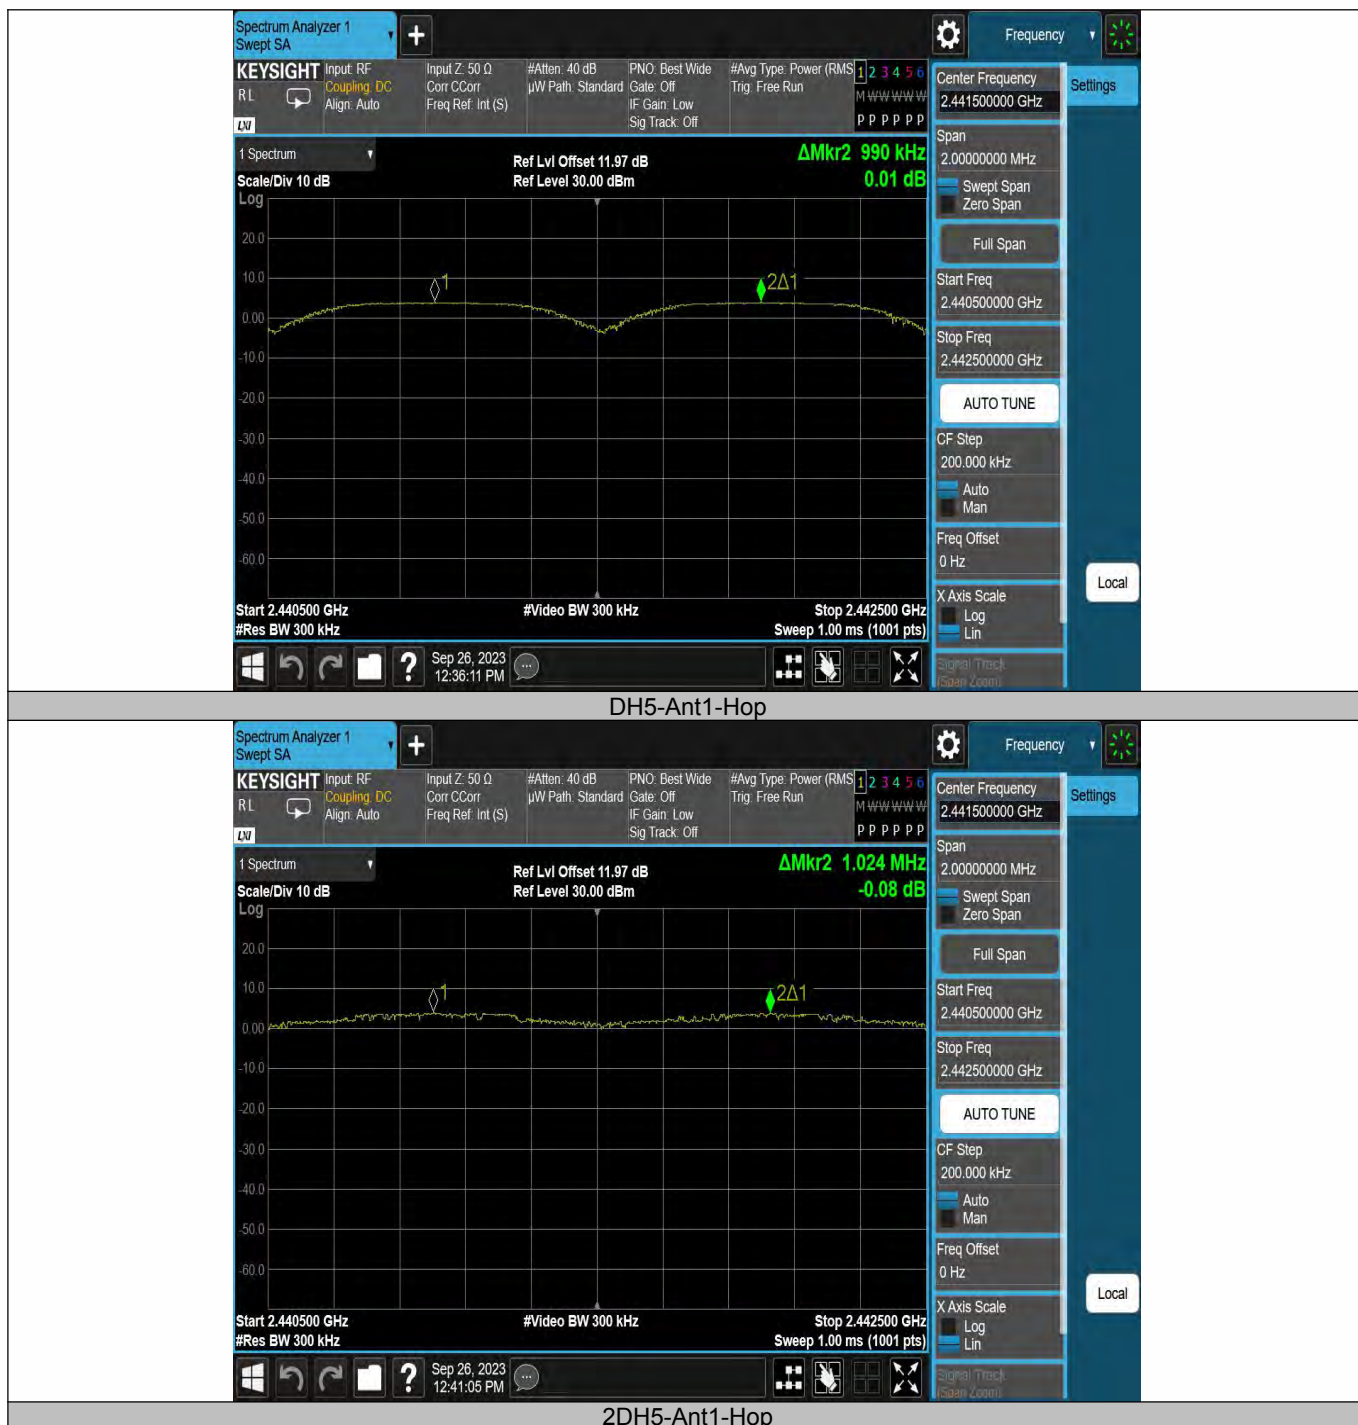 Spectrum Analyzer 1
Swept SA
+
Frequency
KEYSIGHT
RL
LXI
Input: RF
Coupling: DC
Align: Auto
Input Z: 50 Ω
Corr CCorr
Freq Ref: Int (S)
#Atten: 40 dB
µW Path: Standard
PNO: Best Wide
Gate: Off
IF Gain: Low
Sig Track: Off
#Avg Type: Power (RMS
Trig: Free Run
1 2 3 4 5 6
M W W W W W
P P P P P P
Center Frequency
2.441500000 GHz
Settings
1 Spectrum
Scale/Div 10 dB
Ref Lvl Offset 11.97 dB
Ref Level 30.00 dBm
ΔMkr2 990 kHz
0.01 dB
Span
2.00000000 MHz
Swept Span
Zero Span
Full Span
Start Freq
2.440500000 GHz
Stop Freq
2.442500000 GHz
AUTO TUNE
CF Step
200.000 kHz
Auto
Man
Freq Offset
0 Hz
X Axis Scale
Log
Lin
Signal Track
(Span Zoom)
Local
Log
20.0
10.0
0.00
-10.0
-20.0
-30.0
-40.0
-50.0
-60.0
1
2Δ1
Start 2.440500 GHz
#Res BW 300 kHz
#Video BW 300 kHz
Stop 2.442500 GHz
Sweep 1.00 ms (1001 pts)
?
Sep 26, 2023
12:36:11 PM
DH5-Ant1-Hop
Spectrum Analyzer 1
Swept SA
+
Frequency
KEYSIGHT
RL
LXI
Input: RF
Coupling: DC
Align: Auto
Input Z: 50 Ω
Corr CCorr
Freq Ref: Int (S)
#Atten: 40 dB
µW Path: Standard
PNO: Best Wide
Gate: Off
IF Gain: Low
Sig Track: Off
#Avg Type: Power (RMS
Trig: Free Run
1 2 3 4 5 6
M W W W W W
P P P P P P
Center Frequency
2.441500000 GHz
Settings
1 Spectrum
Scale/Div 10 dB
Ref Lvl Offset 11.97 dB
Ref Level 30.00 dBm
ΔMkr2 1.024 MHz
-0.08 dB
Span
2.00000000 MHz
Swept Span
Zero Span
Full Span
Start Freq
2.440500000 GHz
Stop Freq
2.442500000 GHz
AUTO TUNE
CF Step
200.000 kHz
Auto
Man
Freq Offset
0 Hz
X Axis Scale
Log
Lin
Signal Track
(Span Zoom)
Local
Log
20.0
10.0
0.00
-10.0
-20.0
-30.0
-40.0
-50.0
-60.0
1
2Δ1
Start 2.440500 GHz
#Res BW 300 kHz
#Video BW 300 kHz
Stop 2.442500 GHz
Sweep 1.00 ms (1001 pts)
?
Sep 26, 2023
12:41:05 PM
2DH5-Ant1-Hop